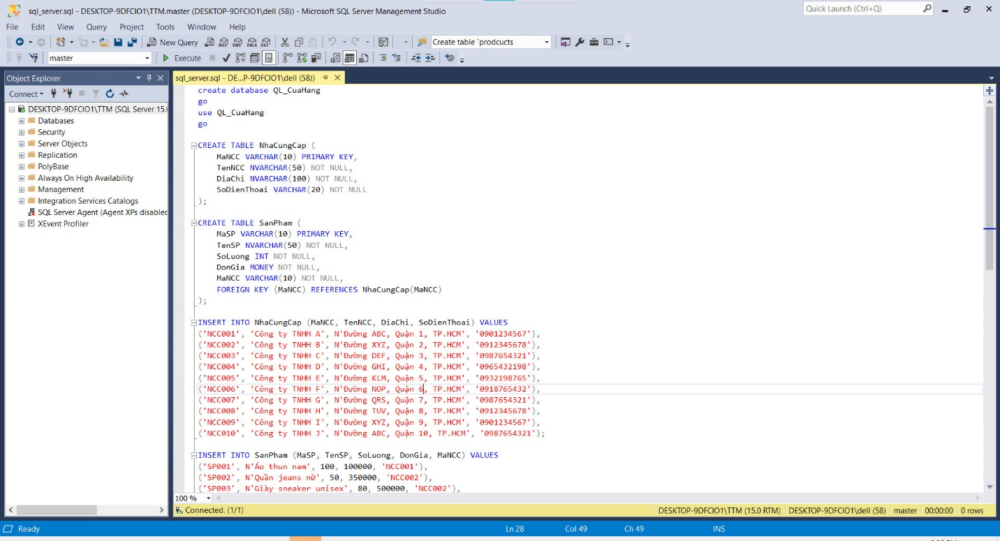 sql_server.sql - DESKTOP-9DFCIO1\TTM.master (DESKTOP-9DFCIO1\dell (58)) - Microsoft SQL Server Management Studio
Quick Launch (Ctrl+Q)
File Edit View Query Project Tools Window Help
New Query MDX DMX XMLA DAX Create table `prodcucts
master Execute
Object Explorer
sql_server.sql - DE...P-9DFCIO1\dell (58))
Connect
DESKTOP-9DFCIO1\TTM (SQL Server 15.0
Databases
Security
Server Objects
Replication
PolyBase
Always On High Availability
Management
Integration Services Catalogs
SQL Server Agent (Agent XPs disabled
XEvent Profiler
create database QL_CuaHang
go
use QL_CuaHang
go
CREATE TABLE NhaCungCap (
MaNCC VARCHAR(10) PRIMARY KEY,
TenNCC NVARCHAR(50) NOT NULL,
DiaChi NVARCHAR(100) NOT NULL,
SoDienThoai VARCHAR(20) NOT NULL
);
CREATE TABLE SanPham (
MaSP VARCHAR(10) PRIMARY KEY,
TenSP NVARCHAR(50) NOT NULL,
SoLuong INT NOT NULL,
DonGia MONEY NOT NULL,
MaNCC VARCHAR(10) NOT NULL,
FOREIGN KEY (MaNCC) REFERENCES NhaCungCap(MaNCC)
);
INSERT INTO NhaCungCap (MaNCC, TenNCC, DiaChi, SoDienThoai) VALUES
('NCC001', 'Công ty TNHH A', N'Đường ABC, Quận 1, TP.HCM', '0901234567'),
('NCC002', 'Công ty TNHH B', N'Đường XYZ, Quận 2, TP.HCM', '0912345678'),
('NCC003', 'Công ty TNHH C', N'Đường DEF, Quận 3, TP.HCM', '0987654321'),
('NCC004', 'Công ty TNHH D', N'Đường GHI, Quận 4, TP.HCM', '0965432198'),
('NCC005', 'Công ty TNHH E', N'Đường KLM, Quận 5, TP.HCM', '0932198765'),
('NCC006', 'Công ty TNHH F', N'Đường NOP, Quận 6, TP.HCM', '0918765432'),
('NCC007', 'Công ty TNHH G', N'Đường QRS, Quận 7, TP.HCM', '0987654321'),
('NCC008', 'Công ty TNHH H', N'Đường TUV, Quận 8, TP.HCM', '0912345678'),
('NCC009', 'Công ty TNHH I', N'Đường XYZ, Quận 9, TP.HCM', '0901234567'),
('NCC010', 'Công ty TNHH J', N'Đường ABC, Quận 10, TP.HCM', '0987654321');
INSERT INTO SanPham (MaSP, TenSP, SoLuong, DonGia, MaNCC) VALUES
('SP001', N'Áo thun nam', 100, 100000, 'NCC001'),
('SP002', N'Quần jeans nữ', 50, 350000, 'NCC002'),
('SP003', N'Giày sneaker unisex', 80, 500000, 'NCC002'),
100 %
Connected. (1/1) DESKTOP-9DFCIO1\TTM (15.0 RTM) DESKTOP-9DFCIO1\dell (58) master 00:00:00 0 rows
Ready Ln 28 Col 49 Ch 49 INS